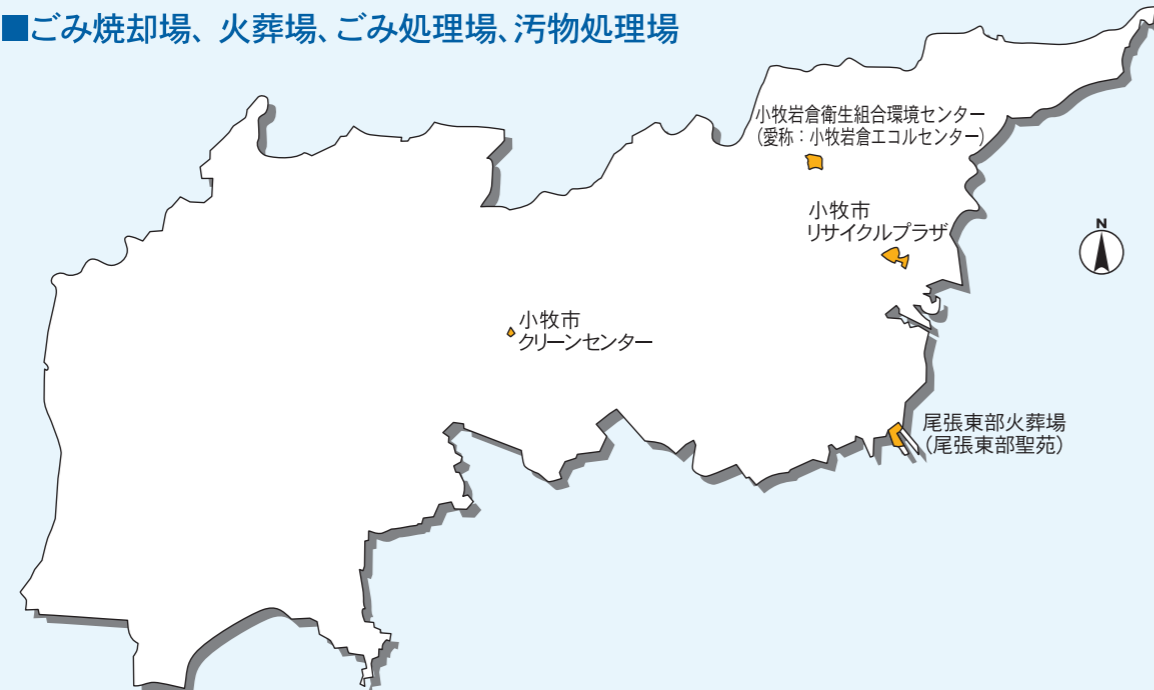 ■ごみ焼却場、火葬場、ごみ処理場、汚物処理場
小牧岩倉衛生組合環境センター
（愛称：小牧岩倉エコルセンター）
小牧市
リサイクルプラザ
N
小牧市
クリーンセンター
尾張東部火葬場
（尾張東部聖苑）